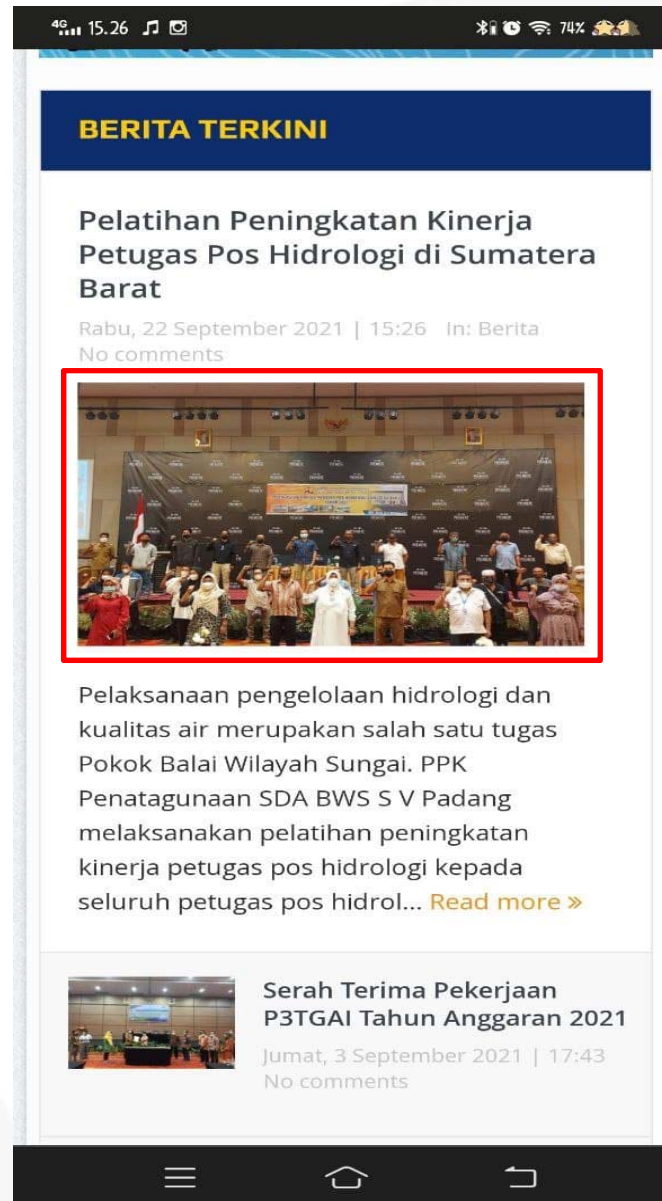 4G 15.26
74%
BERITA TERKINI
Pelatihan Peningkatan Kinerja
Petugas Pos Hidrologi di Sumatera
Barat
Rabu, 22 September 2021 | 15:26 In: Berita
No comments
Pelaksanaan pengelolaan hidrologi dan
kualitas air merupakan salah satu tugas
Pokok Balai Wilayah Sungai. PPK
Penatagunaan SDA BWS S V Padang
melaksanakan pelatihan peningkatan
kinerja petugas pos hidrologi kepada
seluruh petugas pos hidrol... Read more »
Serah Terima Pekerjaan
P3TGAI Tahun Anggaran 2021
Jumat, 3 September 2021 | 17:43
No comments